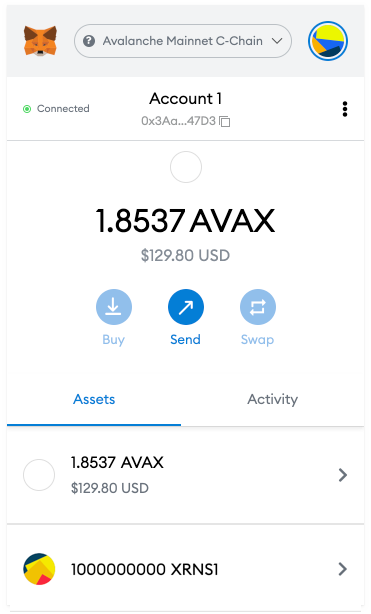 Avalanche Mainnet C-Chain
Connected
Account 1
0x3Aa...47D3
1.8537 AVAX
$129.80 USD
Buy Send Swap
Assets Activity
1.8537 AVAX
$129.80 USD
1000000000 XRNS1